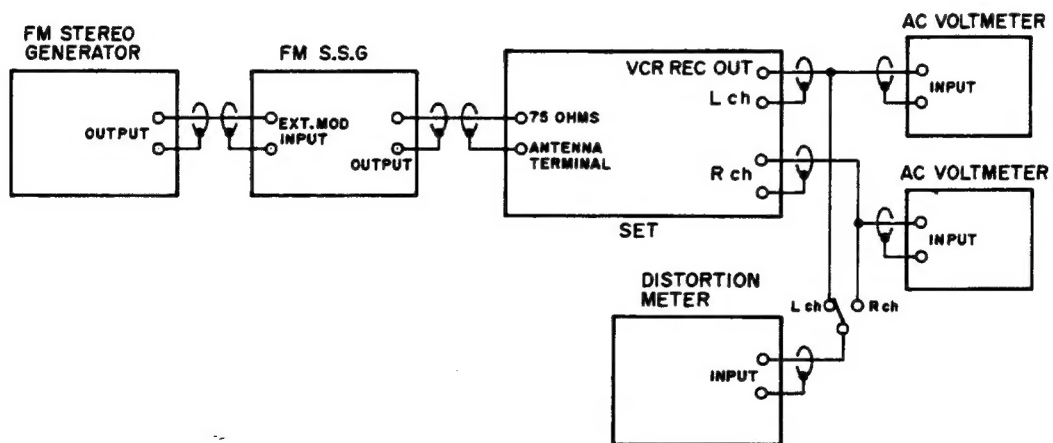 FM STEREO
GENERATOR
OUTPUT
FM S.S.G
EXT.MOD
INPUT
OUTPUT
VCR REC OUT
L ch
75 OHMS
ANTENNA
TERMINAL
R ch
SET
AC VOLTMETER
INPUT
AC VOLTMETER
INPUT
DISTORTION
METER
L ch
R ch
INPUT